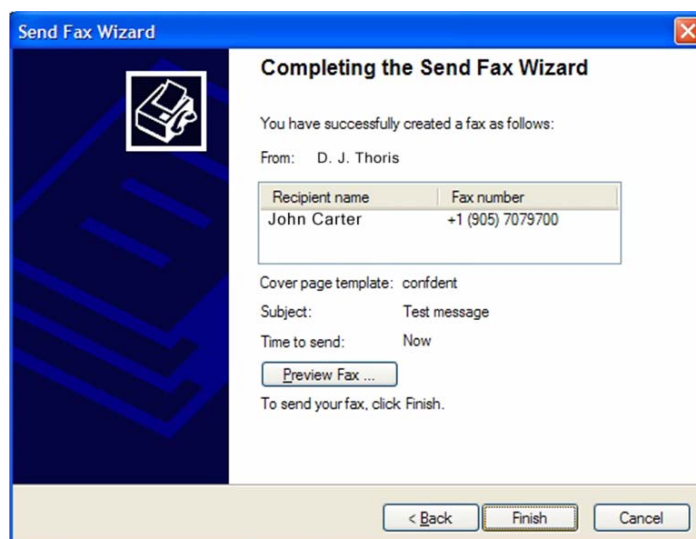 Send Fax Wizard
Completing the Send Fax Wizard
You have successfully created a fax as follows:
From: D. J. Thoris
Recipient name Fax number
John Carter +1 (905) 7079700
Cover page template: confdent
Subject: Test message
Time to send: Now
Preview Fax ...
To send your fax, click Finish.
< Back Finish Cancel